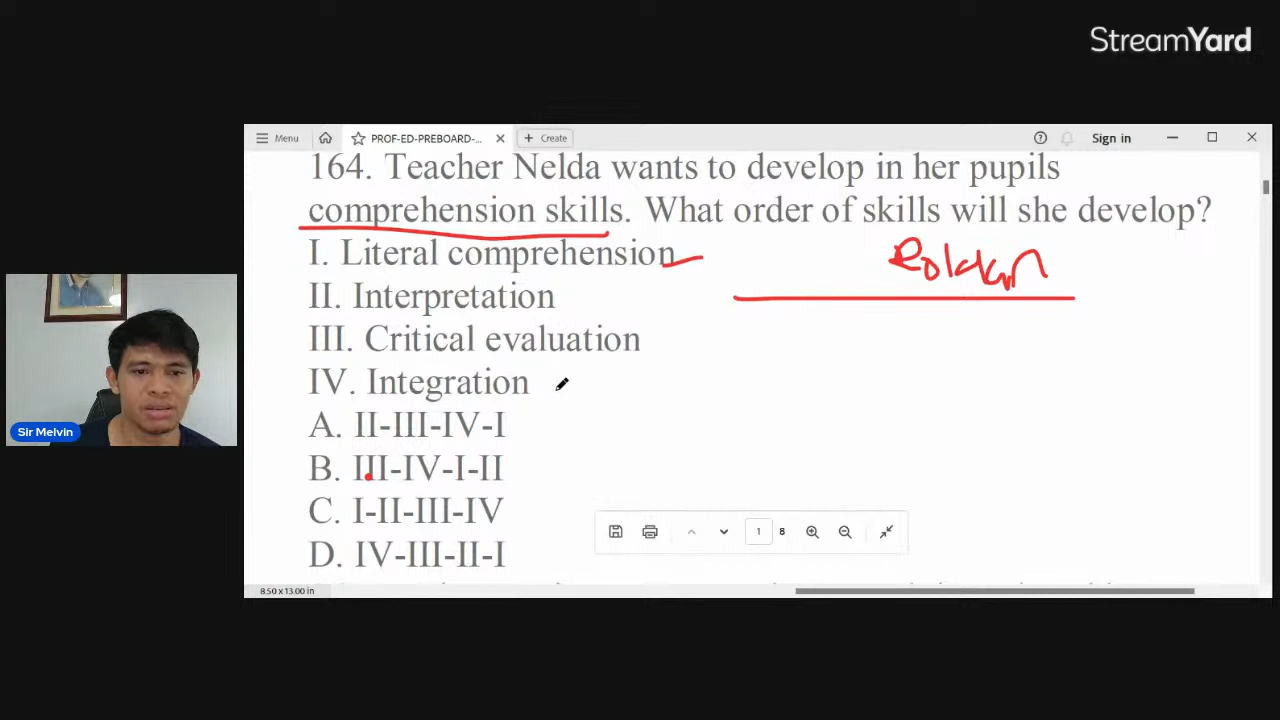 StreamYard
Menu
PROF-ED-PREBOARD-...
Create
Sign in
164. Teacher Nelda wants to develop in her pupils
comprehension skills. What order of skills will she develop?
I. Literal comprehension
II. Interpretation
III. Critical evaluation
IV. Integration
A. II-III-IV-I
B. III-IV-I-II
C. I-II-III-IV
D. IV-III-II-I
1 8
8.50 x 13.00 in
Sir Melvin